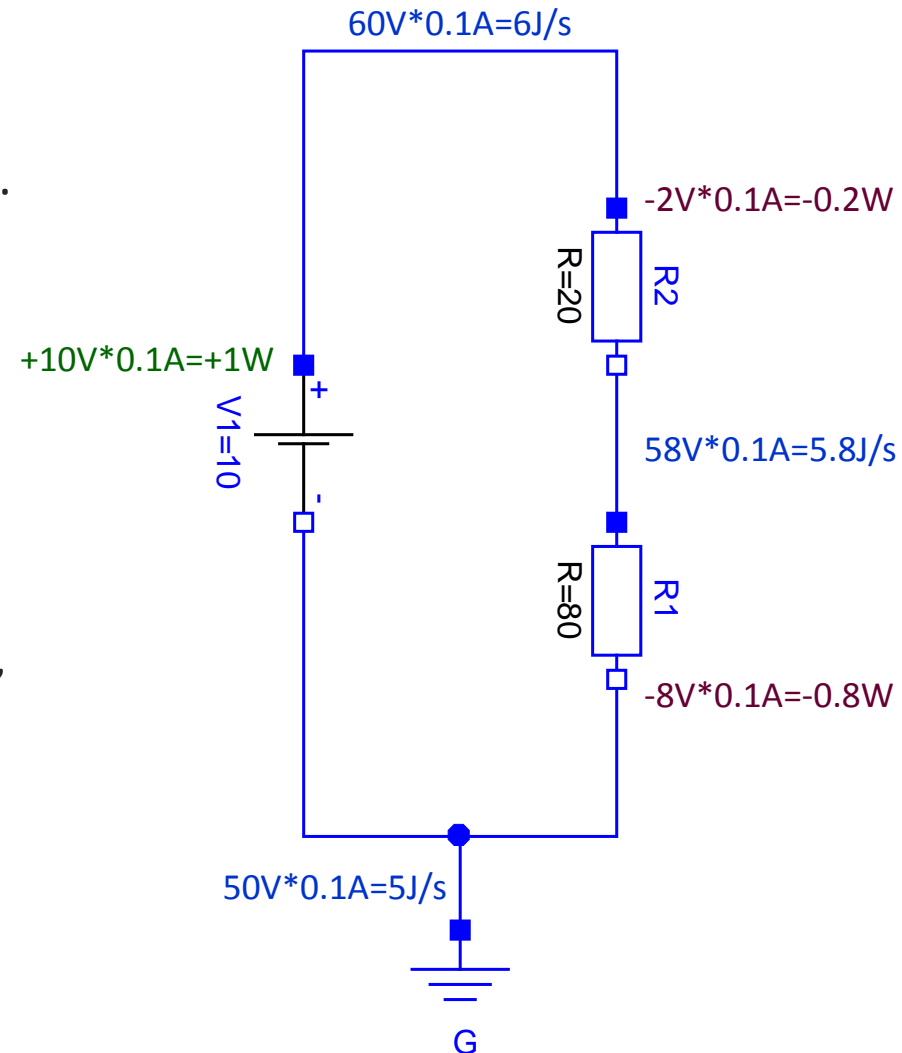 60V*0.1A=6J/s
.
-2V*0.1A=-0.2W
R=20
R2
+10V*0.1A=+1W
+
V1=10
-
58V*0.1A=5.8J/s
R=80
R1
,
-8V*0.1A=-0.8W
50V*0.1A=5J/s
G